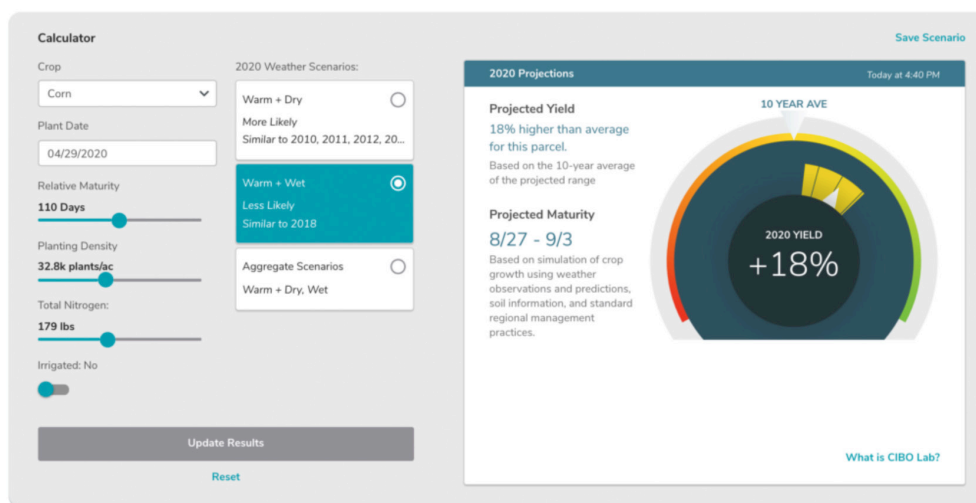 Calculator
Save Scenario
Crop
Corn
Plant Date
04/29/2020
Relative Maturity
110 Days
Planting Density
32.8k plants/ac
Total Nitrogen:
179 lbs
Irrigated: No
2020 Weather Scenarios:
Warm + Dry
More Likely
Similar to 2010, 2011, 2012, 20...
Warm + Wet
Less Likely
Similar to 2018
Aggregate Scenarios
Warm + Dry, Wet
Update Results
Reset
2020 Projections
Today at 4:40 PM
Projected Yield
18% higher than average
for this parcel.
Based on the 10-year average
of the projected range
Projected Maturity
8/27 - 9/3
Based on simulation of crop
growth using weather
observations and predictions,
soil information, and standard
regional management
practices.
10 YEAR AVE
2020 YIELD
+18%
What is CIBO Lab?